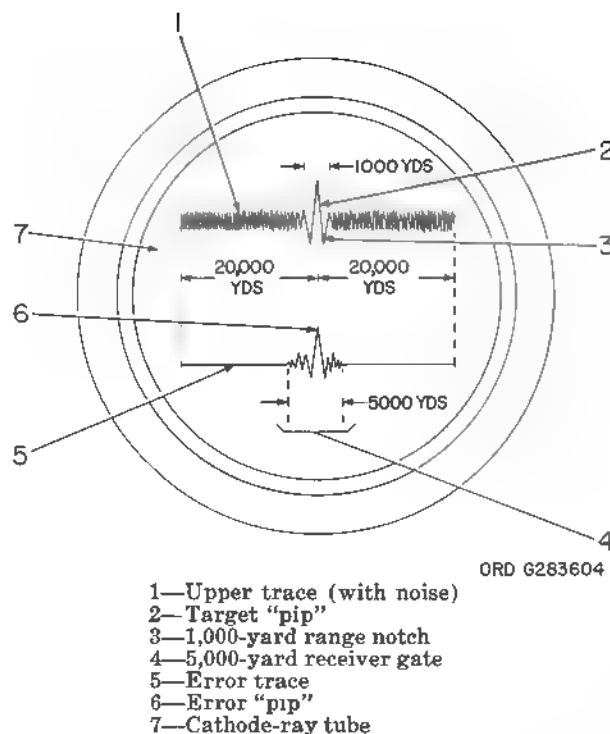 1
2
1000 YDS
3
7
20,000 YDS
20,000 YDS
6
5000 YDS
5
4
ORD G283604
1—Upper trace (with noise)
2—Target “pip”
3—1,000-yard range notch
4—5,000-yard receiver gate
5—Error trace
6—Error “pip”
7—Cathode-ray tube